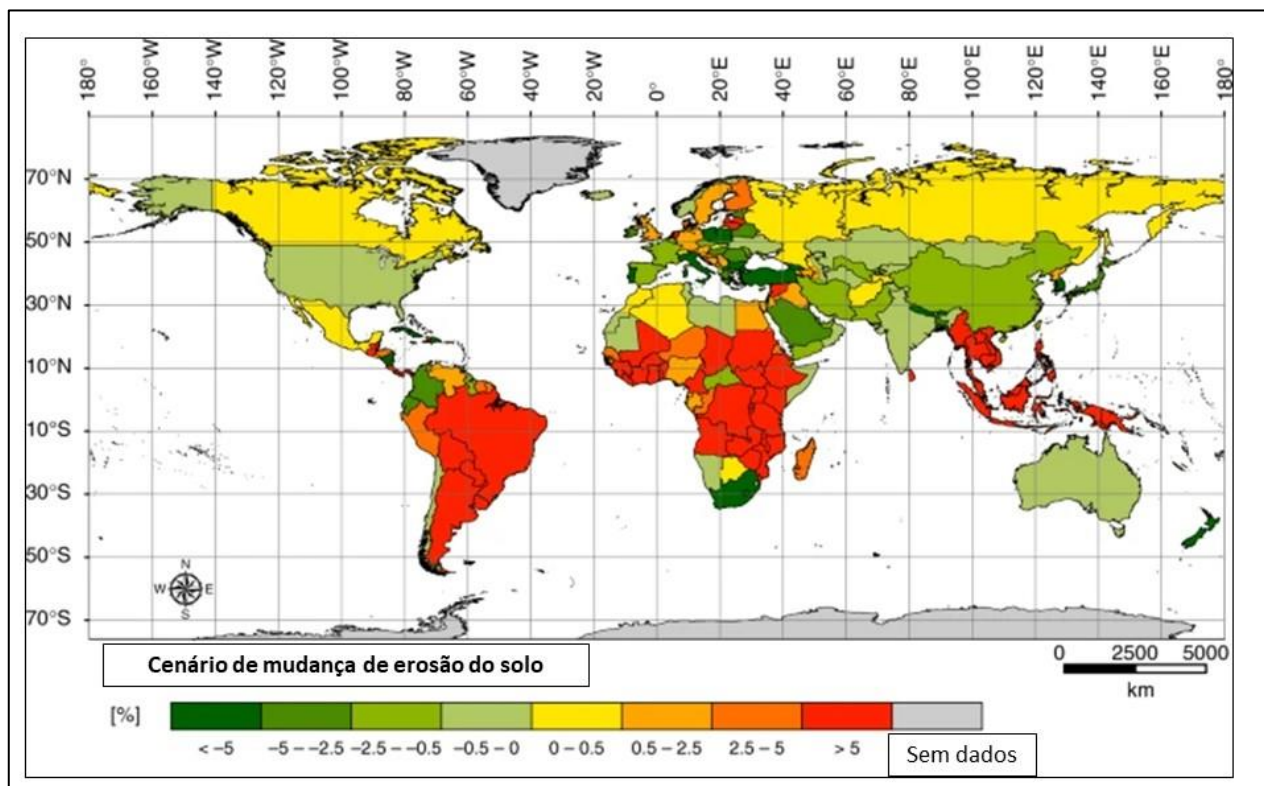 180° 160°W 140°W 120°W 100°W 80°W 60°W 40°W 20°W 0° 20°E 40°E 60°E 80°E 100°E 120°E 140°E 160°E 180°
70°N
50°N
30°N
10°N
10°S
30°S
50°S
70°S
N
W E
S
Cenário de mudança de erosão do solo
0 2500 5000
km
[%]
< −5 −5 − −2.5 −2.5 − −0.5 −0.5 − 0 0 − 0.5 0.5 − 2.5 2.5 − 5 > 5 Sem dados